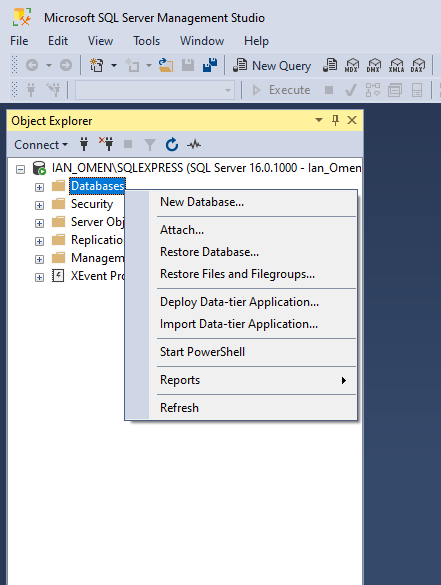 Microsoft SQL Server Management Studio
File Edit View Tools Window Help
New Query MDX DMX XMLA DAX
Execute
Object Explorer
Connect
IAN_OMEN\SQLEXPRESS (SQL Server 16.0.1000 - Ian_Omen
Databases
Security
Server Obj
Replicatio
Managem
XEvent Pro
New Database...
Attach...
Restore Database...
Restore Files and Filegroups...
Deploy Data-tier Application...
Import Data-tier Application...
Start PowerShell
Reports
Refresh